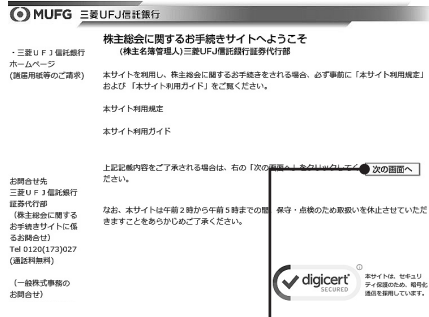 MUFG 三菱UFJ信託銀行
株主総会に関するお手続きサイトへようこそ
(株主名簿管理人)三菱UFJ信託銀行証券代行部
・三菱ＵＦＪ信託銀行
ホームページ
(諸届用紙等のご請求)
本サイトを利用し、株主総会に関するお手続きをされる場合、必ず事前に「本サイト利用規定」
および 「本サイト利用ガイド」をご覧ください。
本サイト利用規定
本サイト利用ガイド
上記記載内容をご了承される場合は、右の「次の画面へ」をクリックしてく
ださい。
次の画面へ
なお、本サイトは午前２時から午前５時までの間、保守・点検のため取扱いを休止させていただ
きますことをあらかじめご了承ください。
お問合せ先
三菱ＵＦＪ信託銀行
証券代行部
(株主総会に関する
お手続きサイトに係
るお問合せ)
Tel 0120(173)027
(通話料無料)
(一般株式事務の
お問合せ)
digicert
SECURED
本サイトは、セキュリ
ティ保護のため、暗号化
通信を採用しています。